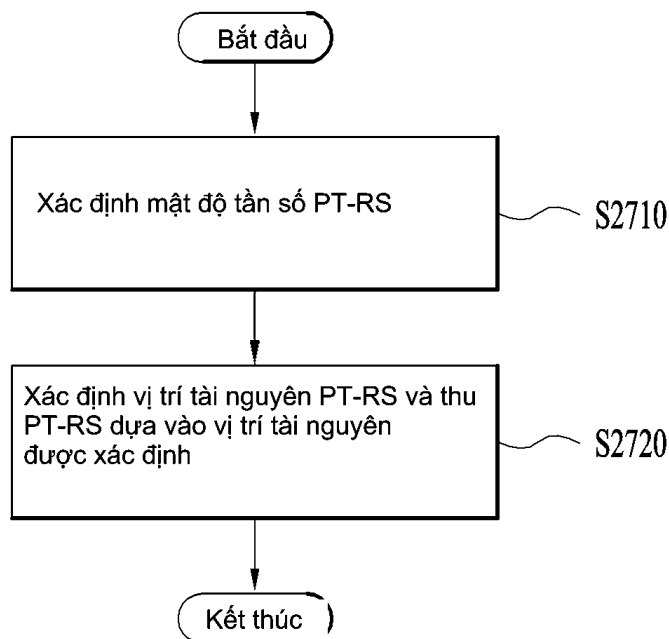 Bắt đầu
Xác định mật độ tần số PT-RS
S2710
Xác định vị trí tài nguyên PT-RS và thu
PT-RS dựa vào vị trí tài nguyên
được xác định
S2720
Kết thúc